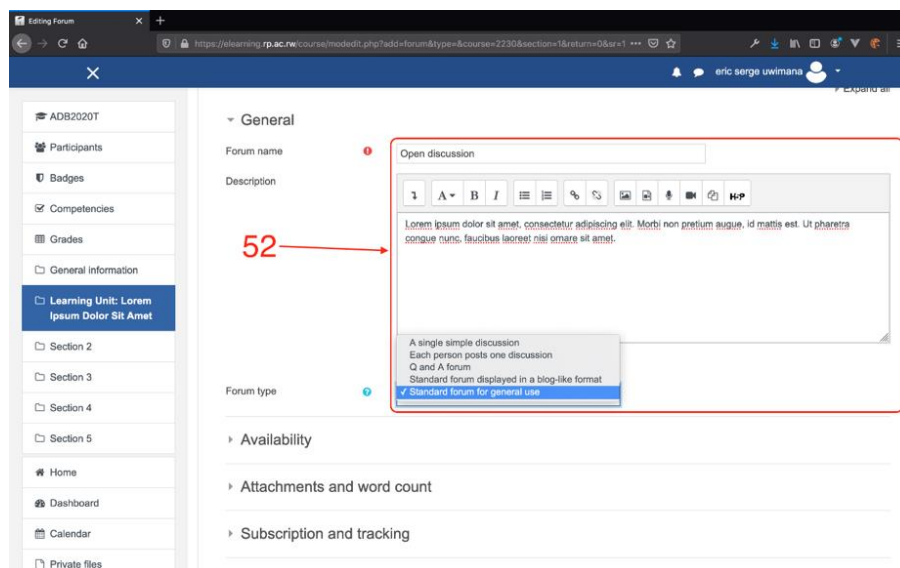 Editing Forum
https://elearning.rp.ac.rw/course/modedit.php?add=forum&type=&course=2230&section=1&return=0&sr=1
eric serge uwimana
Expand all
ADB2020T
Participants
Badges
Competencies
Grades
General information
Learning Unit: Lorem
Ipsum Dolor Sit Amet
Section 2
Section 3
Section 4
Section 5
Home
Dashboard
Calendar
Private files
General
Forum name
Open discussion
Description
A B I
H-P
Lorem ipsum dolor sit amet, consectetur adipiscing elit. Morbi non pretium augue, id mattis est. Ut pharetra
congue nunc, faucibus laoreet nisi ornare sit amet.
52
A single simple discussion
Each person posts one discussion
Q and A forum
Standard forum displayed in a blog-like format
Forum type
✓ Standard forum for general use
Availability
Attachments and word count
Subscription and tracking